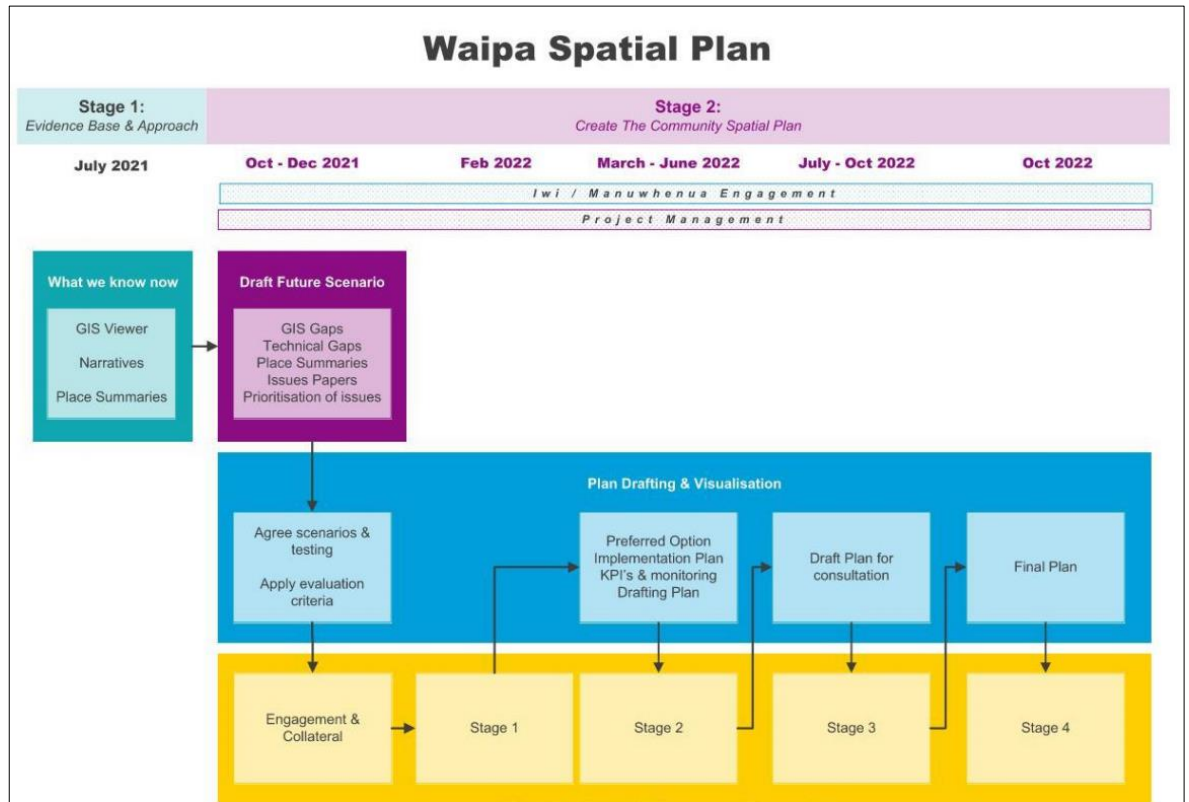 Waipa Spatial Plan
Stage 1:
Evidence Base & Approach
Stage 2:
Create The Community Spatial Plan
July 2021
Oct - Dec 2021
Feb 2022
March - June 2022
July - Oct 2022
Oct 2022
Iwi / Manuwhenua Engagement
Project Management
What we know now
GIS Viewer
Narratives
Place Summaries
Draft Future Scenario
GIS Gaps
Technical Gaps
Place Summaries
Issues Papers
Prioritisation of issues
Plan Drafting & Visualisation
Agree scenarios &
testing
Apply evaluation
criteria
Preferred Option
Implementation Plan
KPI's & monitoring
Drafting Plan
Draft Plan for
consultation
Final Plan
Engagement &
Collateral
Stage 1
Stage 2
Stage 3
Stage 4